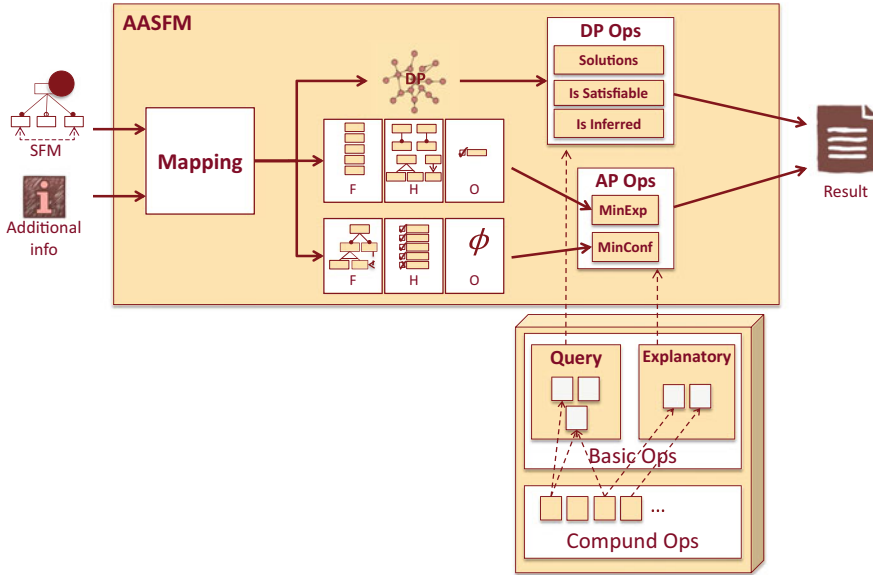 AASFM
SFM
Additional
info
Mapping
DP
F
H
O
F
H
ϕ
O
DP Ops
Solutions
Is Satisfiable
Is Inferred
AP Ops
MinExp
MinConf
Result
Query
Explanatory
Basic Ops
...
Compund Ops